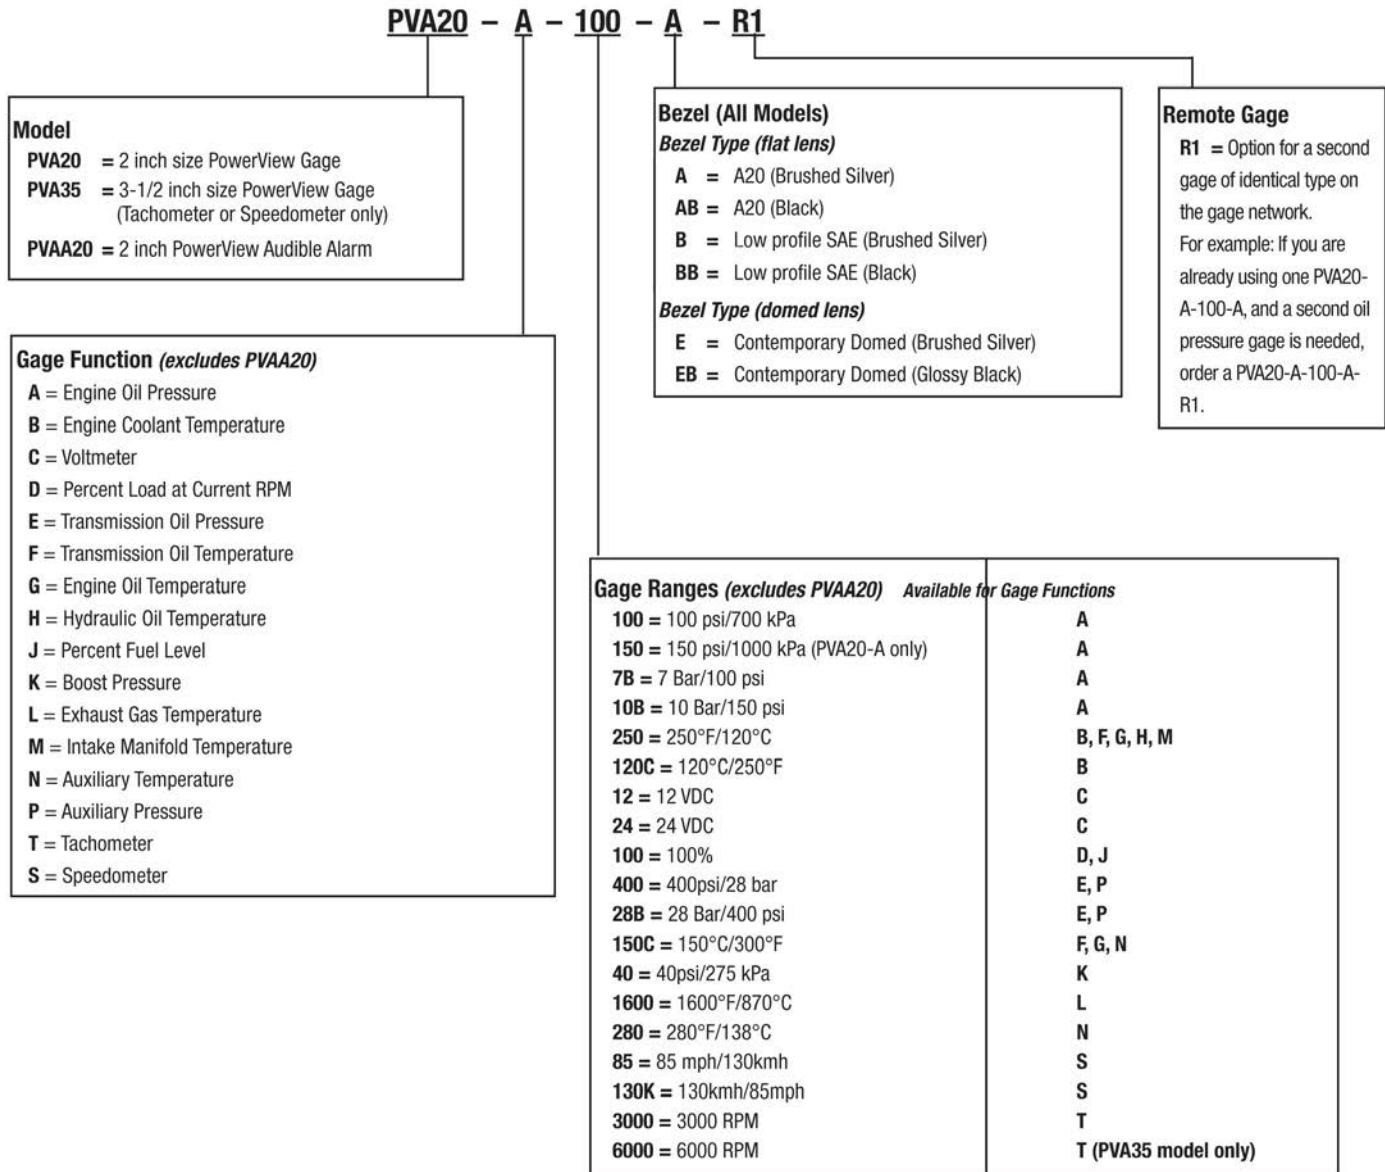 PVA20 – A – 100 – A – R1
Model
PVA20 = 2 inch size PowerView Gage
PVA35 = 3-1/2 inch size PowerView Gage
(Tachometer or Speedometer only)
PVAA20 = 2 inch PowerView Audible Alarm
Gage Function (excludes PVAA20)
A = Engine Oil Pressure
B = Engine Coolant Temperature
C = Voltmeter
D = Percent Load at Current RPM
E = Transmission Oil Pressure
F = Transmission Oil Temperature
G = Engine Oil Temperature
H = Hydraulic Oil Temperature
J = Percent Fuel Level
K = Boost Pressure
L = Exhaust Gas Temperature
M = Intake Manifold Temperature
N = Auxiliary Temperature
P = Auxiliary Pressure
T = Tachometer
S = Speedometer
Bezel (All Models)
Bezel Type (flat lens)
A = A20 (Brushed Silver)
AB = A20 (Black)
B = Low profile SAE (Brushed Silver)
BB = Low profile SAE (Black)
Bezel Type (domed lens)
E = Contemporary Domed (Brushed Silver)
EB = Contemporary Domed (Glossy Black)
Remote Gage
R1 = Option for a second
gage of identical type on
the gage network.
For example: If you are
already using one PVA20-
A-100-A, and a second oil
pressure gage is needed,
order a PVA20-A-100-A-
R1.
Gage Ranges (excludes PVAA20) Available for Gage Functions
100 = 100 psi/700 kPa A
150 = 150 psi/1000 kPa (PVA20-A only) A
7B = 7 Bar/100 psi A
10B = 10 Bar/150 psi A
250 = 250°F/120°C B, F, G, H, M
120C = 120°C/250°F B
12 = 12 VDC C
24 = 24 VDC C
100 = 100% D, J
400 = 400psi/28 bar E, P
28B = 28 Bar/400 psi E, P
150C = 150°C/300°F F, G, N
40 = 40psi/275 kPa K
1600 = 1600°F/870°C L
280 = 280°F/138°C N
85 = 85 mph/130kmh S
130K = 130kmh/85mph S
3000 = 3000 RPM T
6000 = 6000 RPM T (PVA35 model only)